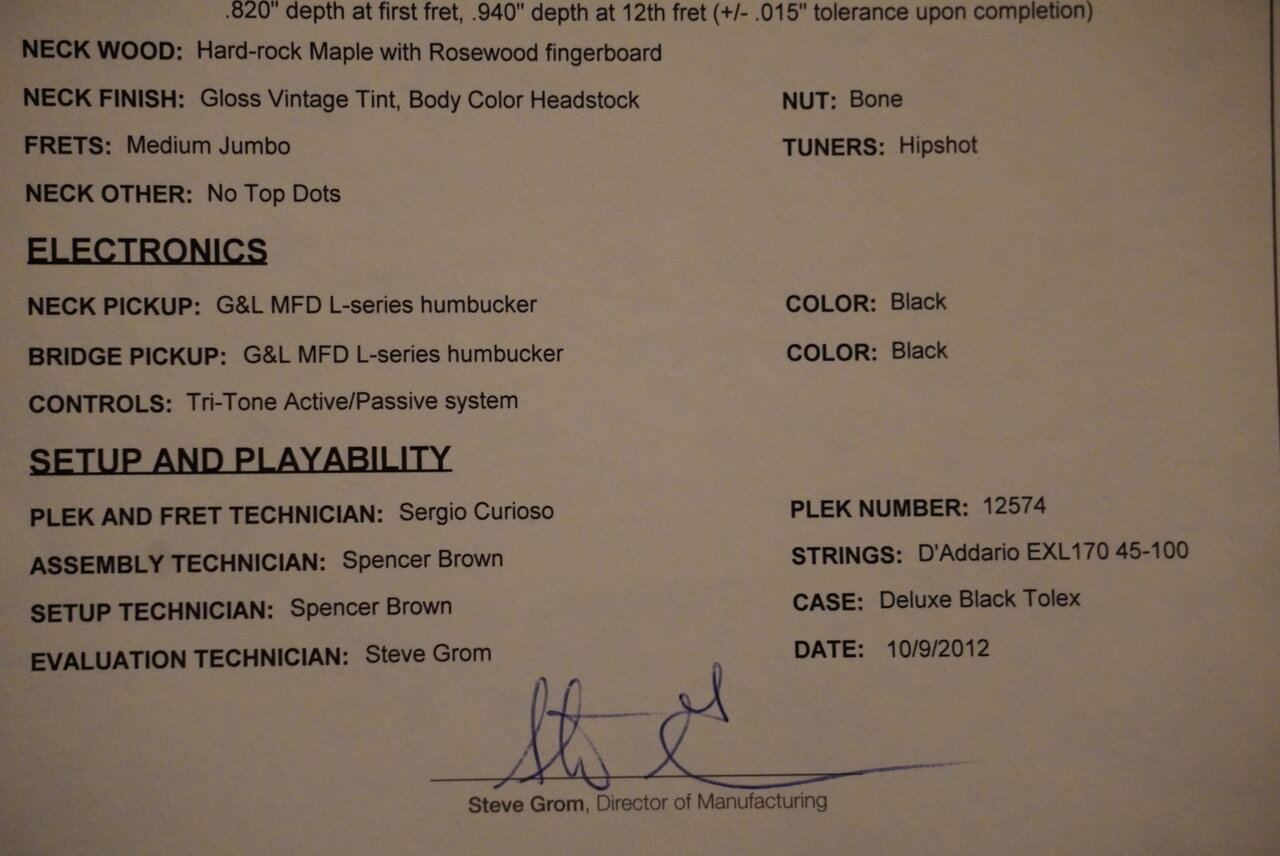 .820" depth at first fret, .940" depth at 12th fret (+/- .015" tolerance upon completion)
NECK WOOD: Hard-rock Maple with Rosewood fingerboard
NECK FINISH: Gloss Vintage Tint, Body Color Headstock NUT: Bone
FRETS: Medium Jumbo TUNERS: Hipshot
NECK OTHER: No Top Dots
ELECTRONICS
NECK PICKUP: G&L MFD L-series humbucker COLOR: Black
BRIDGE PICKUP: G&L MFD L-series humbucker COLOR: Black
CONTROLS: Tri-Tone Active/Passive system
SETUP AND PLAYABILITY
PLEK AND FRET TECHNICIAN: Sergio Curioso PLEK NUMBER: 12574
ASSEMBLY TECHNICIAN: Spencer Brown STRINGS: D'Addario EXL170 45-100
SETUP TECHNICIAN: Spencer Brown CASE: Deluxe Black Tolex
EVALUATION TECHNICIAN: Steve Grom DATE: 10/9/2012
Steve Grom, Director of Manufacturing